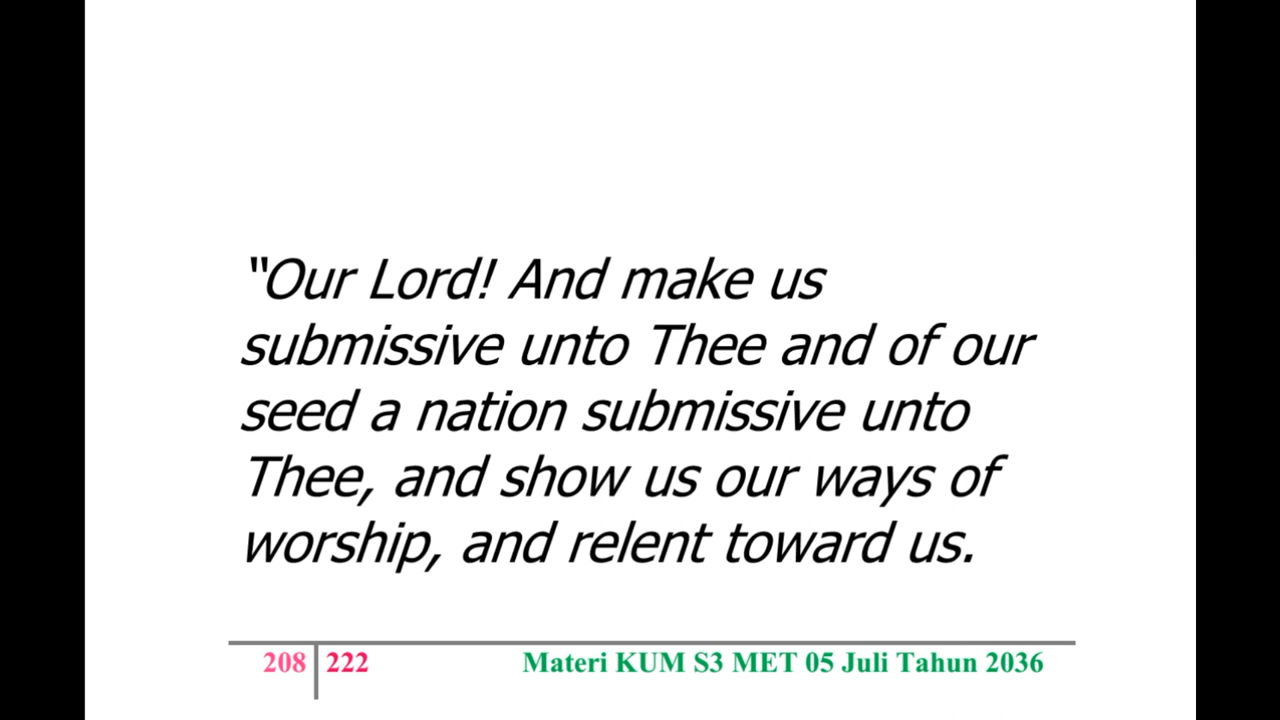 “Our Lord! And make us
submissive unto Thee and of our
seed a nation submissive unto
Thee, and show us our ways of
worship, and relent toward us.
208 222 Materi KUM S3 MET 05 Juli Tahun 2036